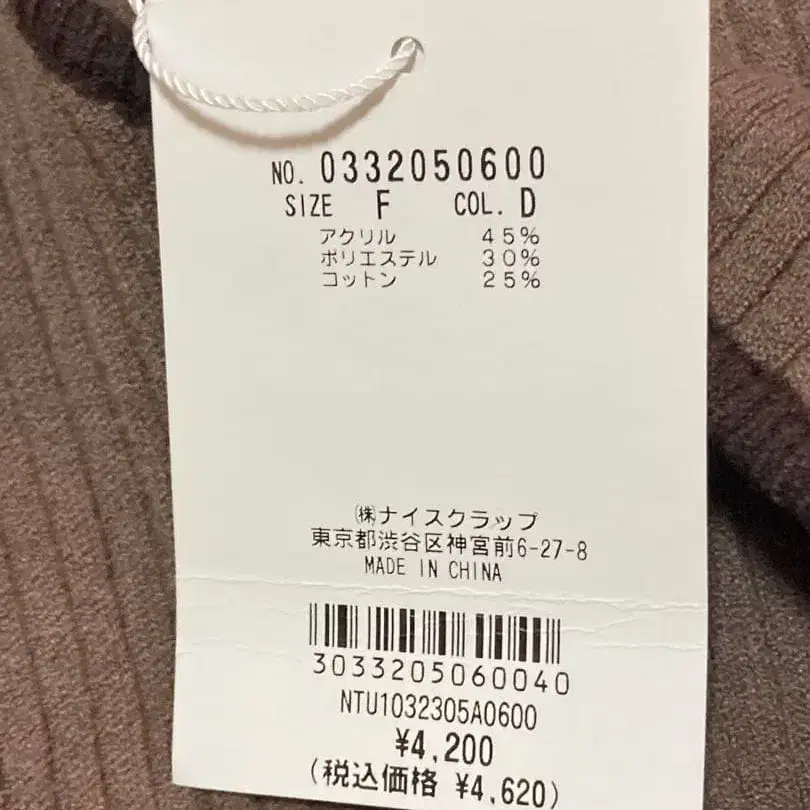 NO. 0332050600
SIZE F COL. D
アクリル 45%
ポリエステル 30%
コットン 25%
㈱ナイスクラップ
東京都渋谷区神宮前6-27-8
MADE IN CHINA
3033205060040
NTU1032305A0600
¥4,200
(税込価格 ¥4,620)